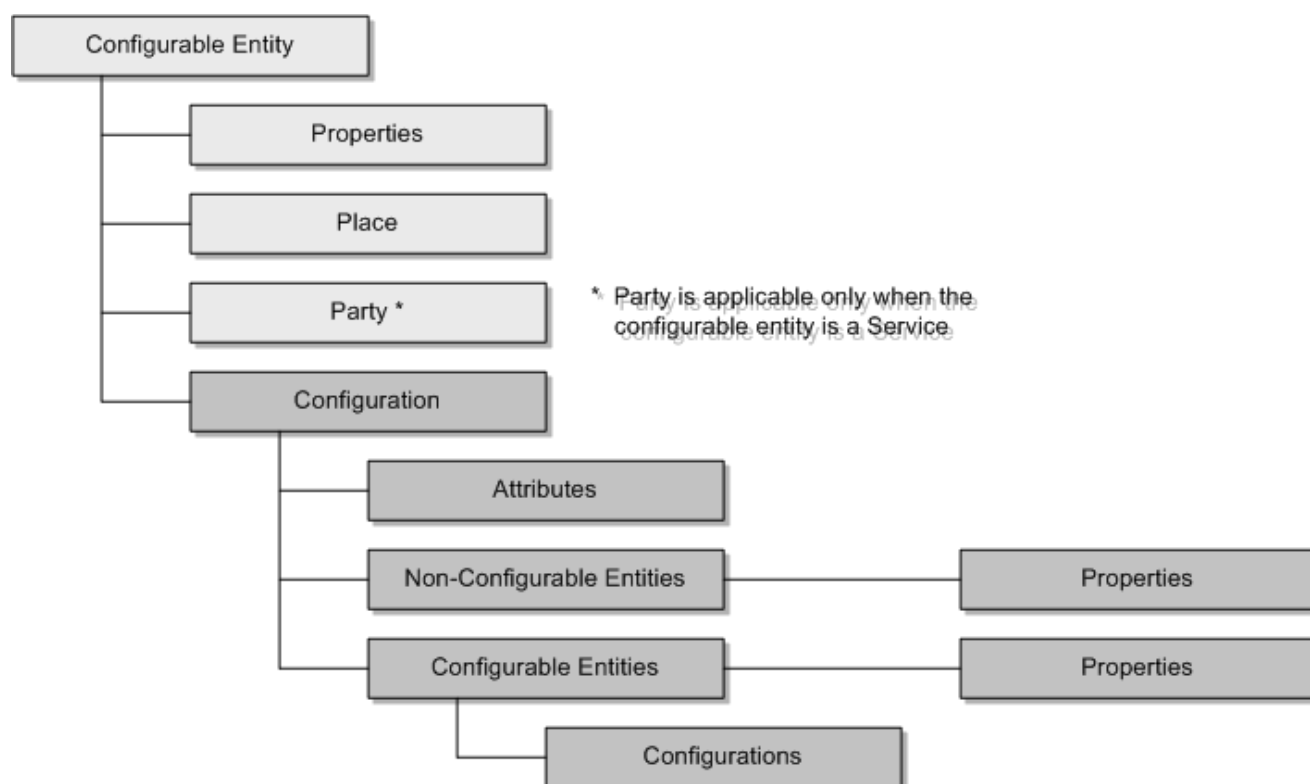 Configurable Entity
Properties
Place
Party *
* Party is applicable only when the
configurable entity is a Service
Configuration
Attributes
Non-Configurable Entities
Properties
Configurable Entities
Properties
Configurations